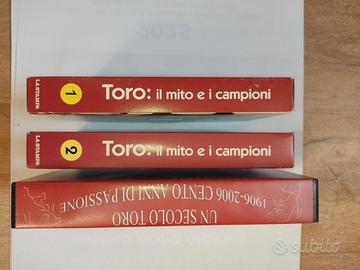 2025
LA STAMPA
1
Toro: il mito e i campioni
LA STAMPA
2
Toro: il mito e i campioni
UN SECOLO TORO
1906-2006 CENTO ANNI DI PASSIONE
subito